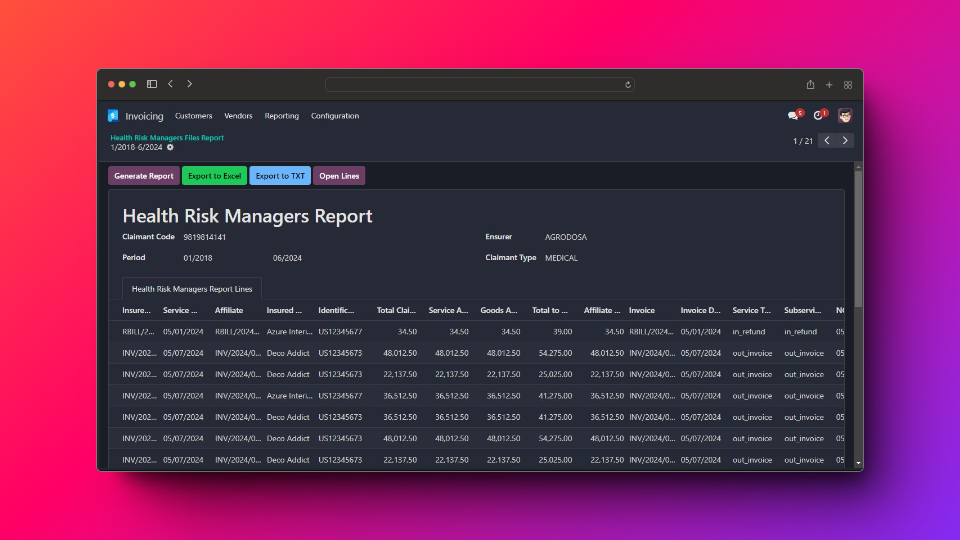 Invoicing Customers Vendors Reporting Configuration 5 1
Health Risk Managers Files Report
1/2018-6/2024 1 / 21
Generate Report Export to Excel Export to TXT Open Lines
Health Risk Managers Report
Claimant Code 9819814141 Ensurer AGRODOSA
Period 01/2018 06/2024 Claimant Type MEDICAL
Health Risk Managers Report Lines
Insure... Service ... Affiliate Insured ... Identific... Total Clai... Service A... Goods A... Total to ... Affiliate ... Invoice Invoice D... Service T... Subservi... NC
RBILL/2... 05/01/2024 RBILL/2024... Azure Interi... US12345677 34.50 34.50 34.50 39.00 34.50 RBILL/2024... 05/01/2024 in_refund in_refund 05
INV/202... 05/07/2024 INV/2024/0... Deco Addict US12345673 48,012.50 48,012.50 48,012.50 54,275.00 48,012.50 INV/2024/0... 05/07/2024 out_invoice out_invoice 05
INV/202... 05/07/2024 INV/2024/0... Deco Addict US12345673 22,137.50 22,137.50 22,137.50 25,025.00 22,137.50 INV/2024/0... 05/07/2024 out_invoice out_invoice 05
INV/202... 05/07/2024 INV/2024/0... Azure Interi... US12345677 36,512.50 36,512.50 36,512.50 41,275.00 36,512.50 INV/2024/0... 05/07/2024 out_invoice out_invoice 05
INV/202... 05/07/2024 INV/2024/0... Deco Addict US12345673 36,512.50 36,512.50 36,512.50 41,275.00 36,512.50 INV/2024/0... 05/07/2024 out_invoice out_invoice 05
INV/202... 05/07/2024 INV/2024/0... Deco Addict US12345673 48,012.50 48,012.50 48,012.50 54,275.00 48,012.50 INV/2024/0... 05/07/2024 out_invoice out_invoice 05
INV/202... 05/07/2024 INV/2024/0... Deco Addict US12345673 22,137.50 22,137.50 22,137.50 25,025.00 22,137.50 INV/2024/0... 05/07/2024 out_invoice out_invoice 05